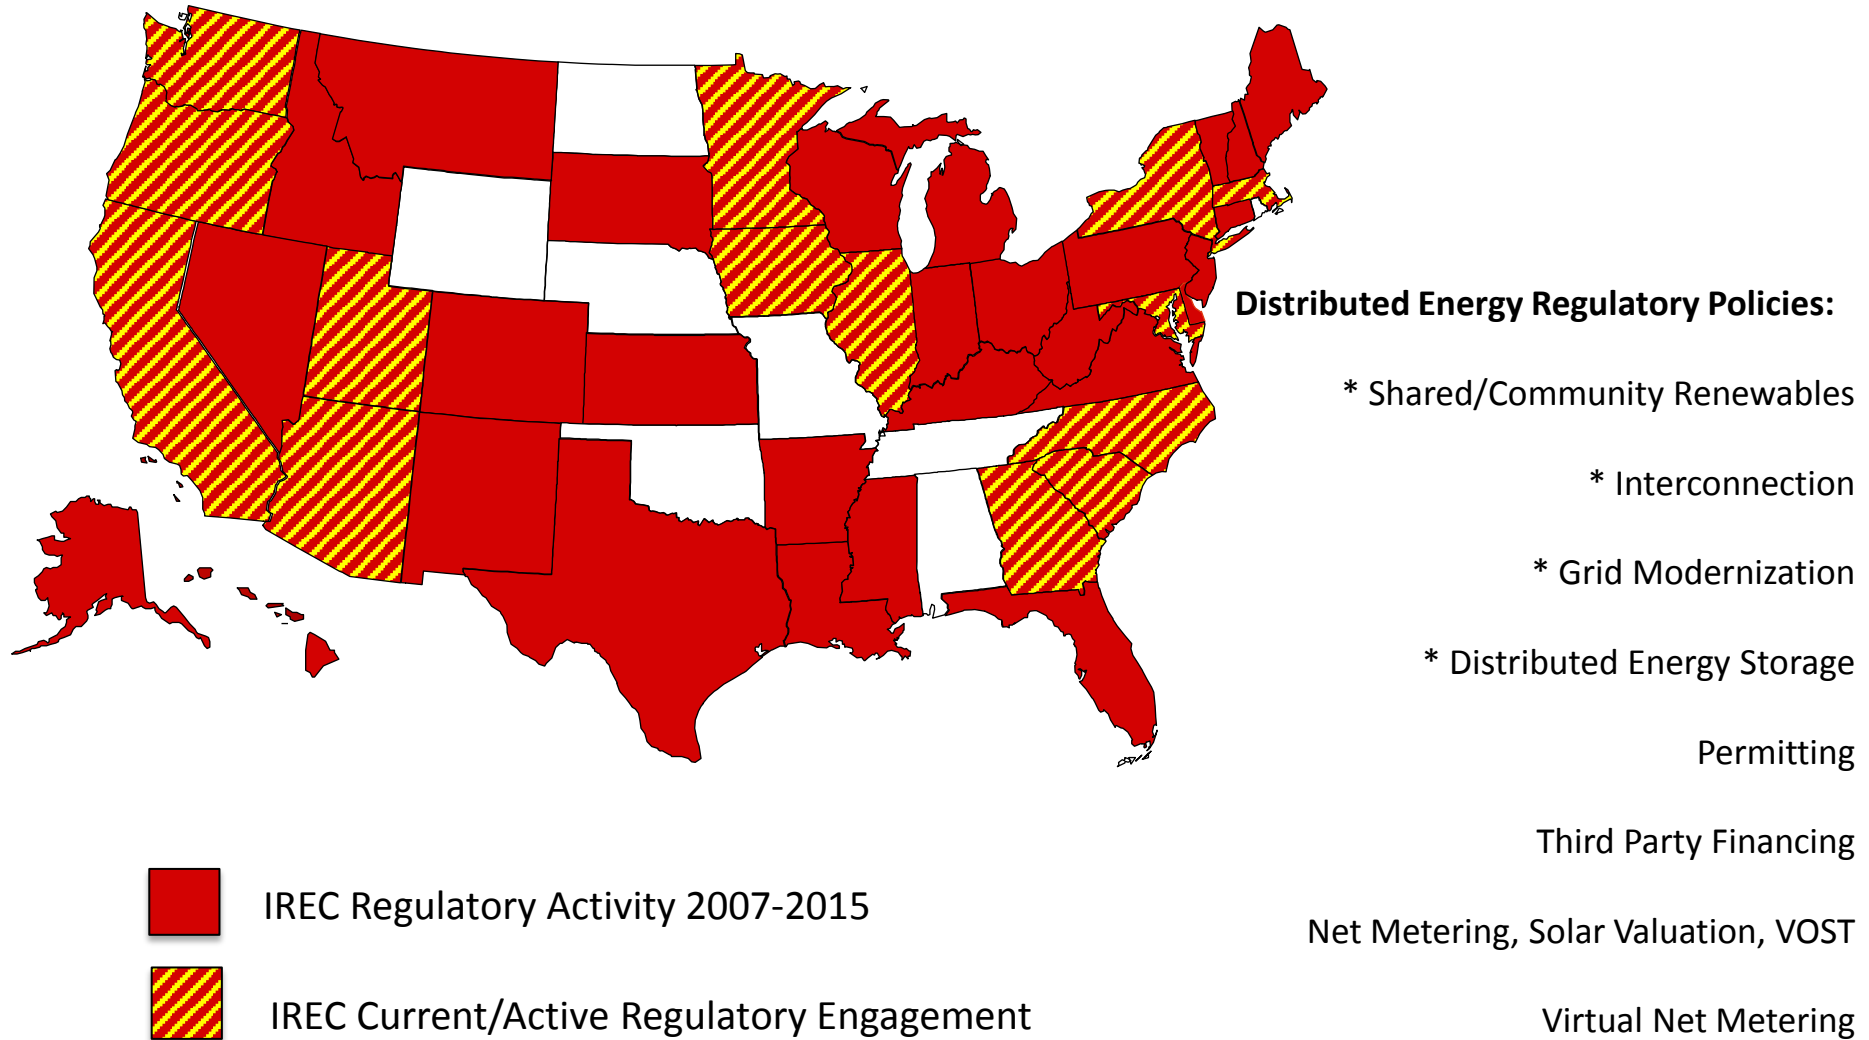 Distributed Energy Regulatory Policies:
* Shared/Community Renewables
* Interconnection
* Grid Modernization
* Distributed Energy Storage
Permitting
Third Party Financing
Net Metering, Solar Valuation, VOST
Virtual Net Metering
IREC Regulatory Activity 2007-2015
IREC Current/Active Regulatory Engagement